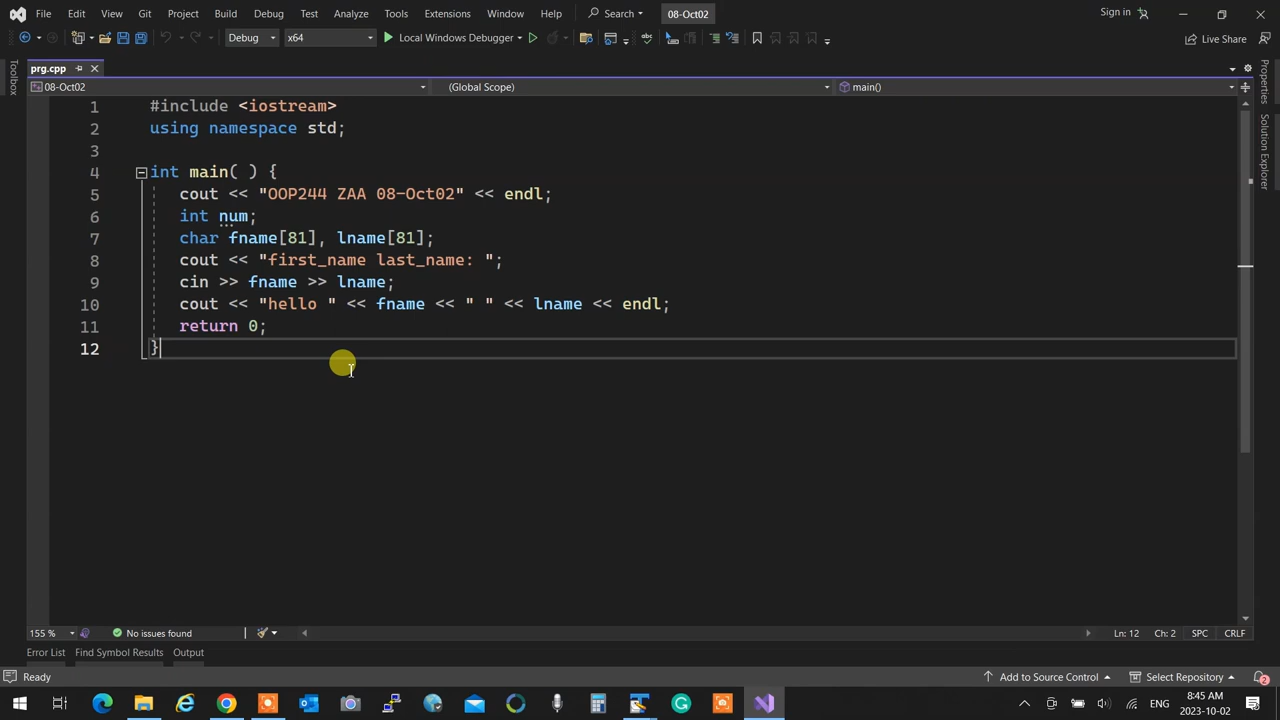 File Edit View Git Project Build Debug Test Analyze Tools Extensions Window Help Search 08-Oct02 Sign in
Debug x64 Local Windows Debugger Live Share
prg.cpp
08-Oct02 (Global Scope) main()
Toolbox
Properties
Solution Explorer
1 #include <iostream>
2 using namespace std;
3
4 int main( ) {
5 cout << "OOP244 ZAA 08-Oct02" << endl;
6 int num;
7 char fname[81], lname[81];
8 cout << "first_name last_name: ";
9 cin >> fname >> lname;
10 cout << "hello " << fname << " " << lname << endl;
11 return 0;
12 }
155 % No issues found Ln: 12 Ch: 2 SPC CRLF
Error List Find Symbol Results Output
Ready Add to Source Control Select Repository 2
8:45 AM
ENG
2023-10-02